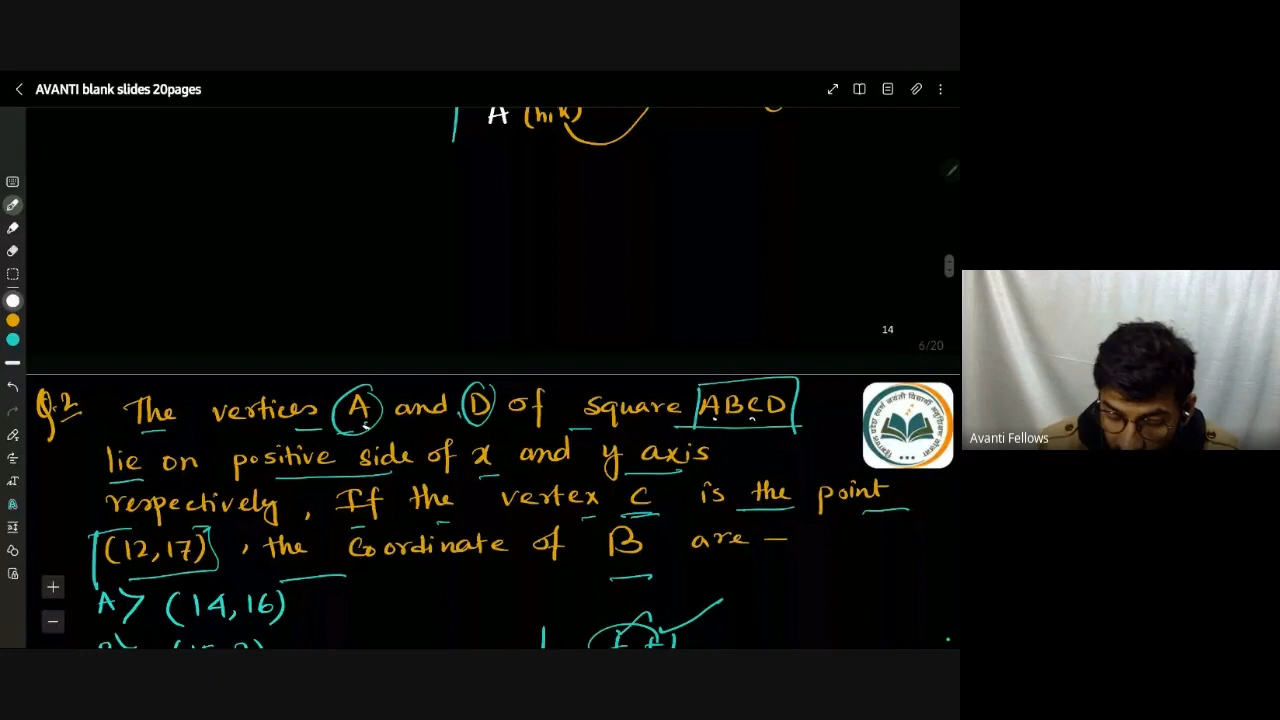 AVANTI blank slides 20pages
A (h,k)
14
6/20
Q.2 The vertices A and D of square ABCD
lie on positive side of x and y axis
respectively, If the vertex C is the point
(12,17), the Coordinate of B are —
A> (14,16)
Avanti Fellows